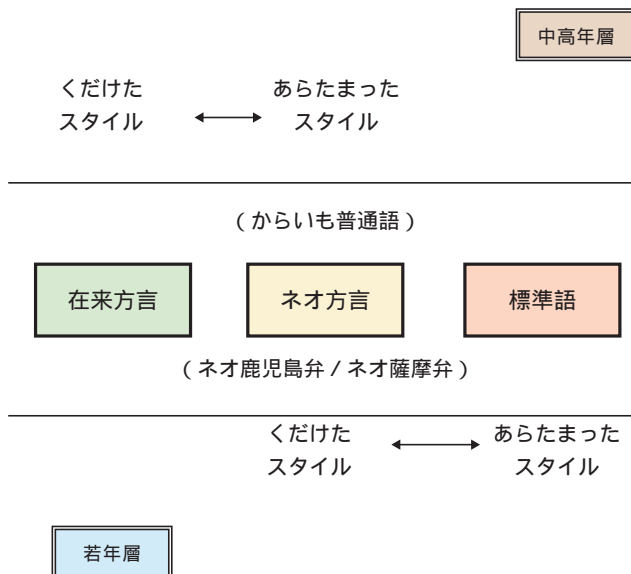 中高年層
くだけた あらたまった
スタイル スタイル
(からいも普通語)
在来方言 ネオ方言 標準語
(ネオ鹿児島弁/ネオ薩摩弁)
くだけた あらたまった
スタイル スタイル
若年層